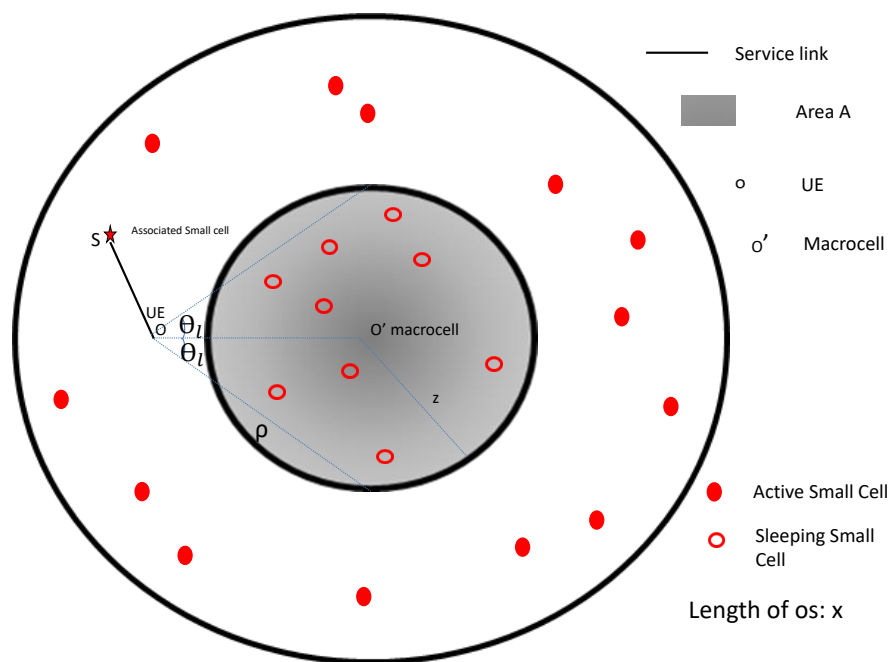 Service link
Area A
o UE
O' Macrocell
S
Associated Small cell
UE
O
θl
θl
O' macrocell
z
ρ
Active Small Cell
Sleeping Small
Cell
Length of os: x